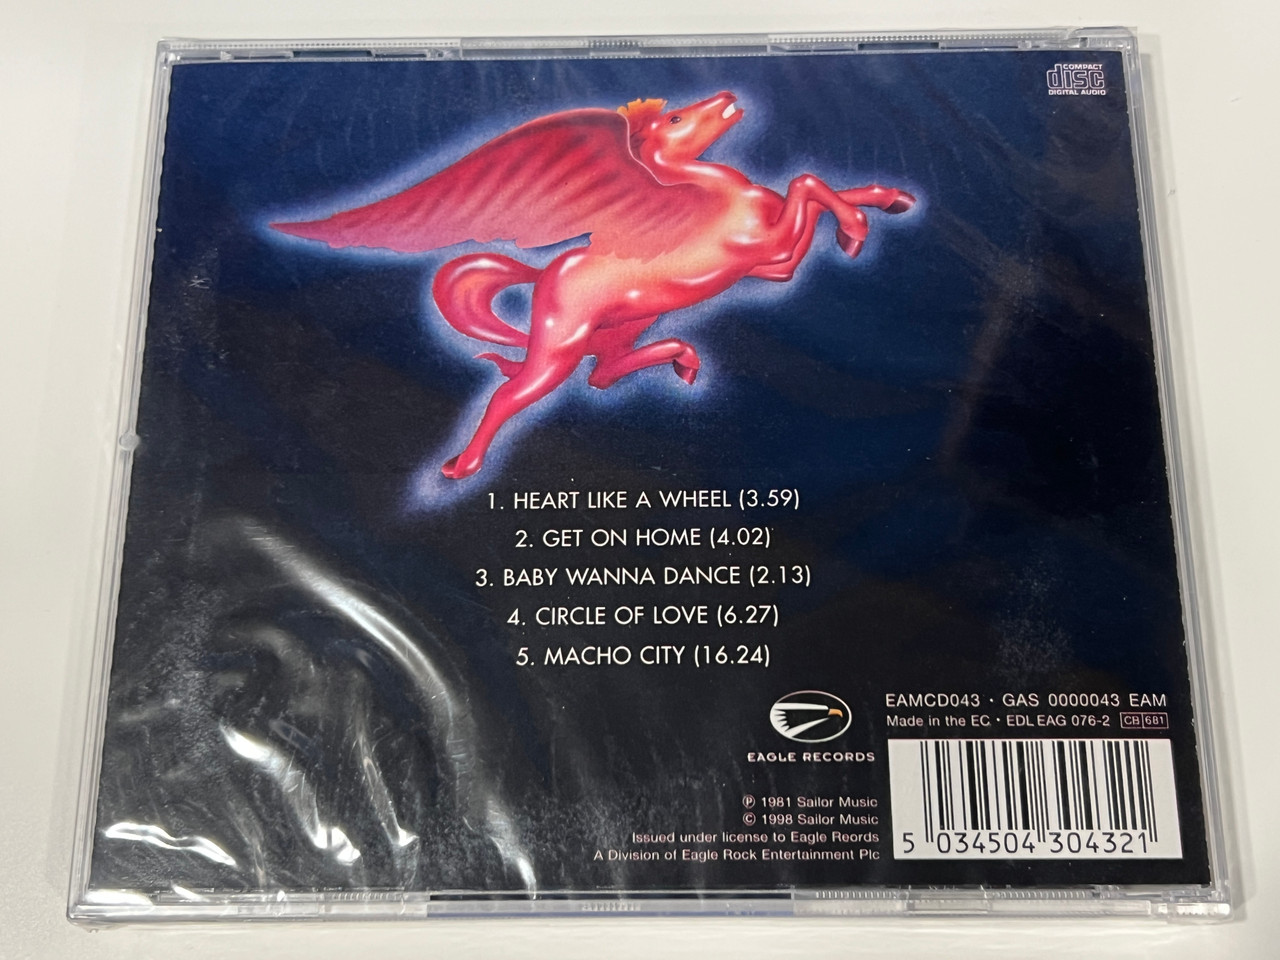 COMPACT
disc
DIGITAL AUDIO
1. HEART LIKE A WHEEL (3.59)
2. GET ON HOME (4.02)
3. BABY WANNA DANCE (2.13)
4. CIRCLE OF LOVE (6.27)
5. MACHO CITY (16.24)
EAGLE RECORDS
EAMCD043 · GAS 0000043 EAM
Made in the EC · EDL EAG 076-2 CB 681
℗ 1981 Sailor Music
© 1998 Sailor Music
Issued under license to Eagle Reords
A Division of Eagle Rock Entertainment Plc
5 034504 304321